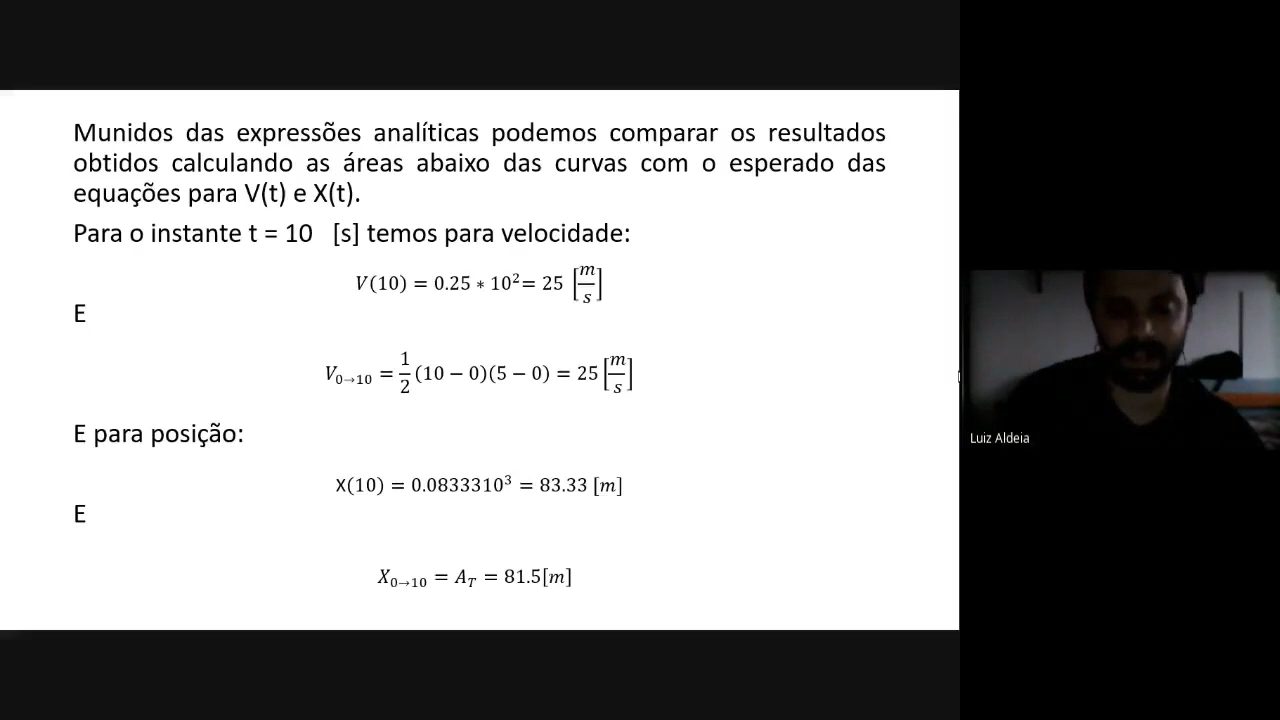 Munidos das expressões analíticas podemos comparar os resultados
obtidos calculando as áreas abaixo das curvas com o esperado das
equações para V(t) e X(t).
Para o instante t = 10 [s] temos para velocidade:
V(10) = 0.25 * 10² = 25 [m/s]
E
V₀→₁₀ = 1/2 (10 − 0)(5 − 0) = 25 [m/s]
E para posição:
X(10) = 0.0833310³ = 83.33 [m]
E
X₀→₁₀ = A_T = 81.5[m]
Luiz Aldeia